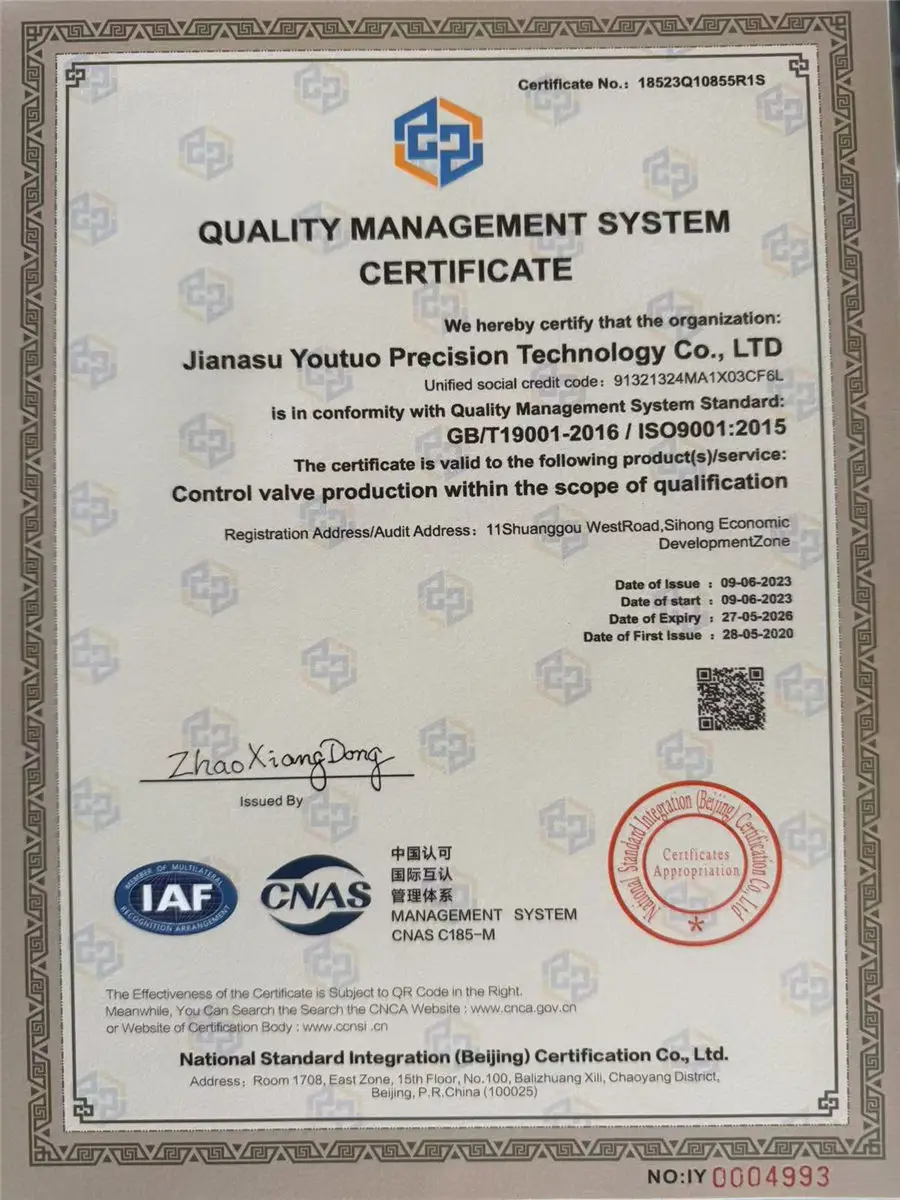 Certificate No.: 18523Q10855R1S
QUALITY MANAGEMENT SYSTEM
CERTIFICATE
We hereby certify that the organization:
Jianasu Youtuo Precision Technology Co., LTD
Unified social credit code: 91321324MA1X03CF6L
is in conformity with Quality Management System Standard:
GB/T19001-2016 / ISO9001:2015
The certificate is valid to the following product(s)/service:
Control valve production within the scope of qualification
Registration Address/Audit Address: 11Shuanggou WestRoad,Sihong Economic
DevelopmentZone
Date of Issue : 09-06-2023
Date of start : 09-06-2023
Date of Expiry : 27-05-2026
Date of First Issue : 28-05-2020
ZhaoXiangDong
Issued By
MEMBER OF MULTILATERAL
IAF
RECOGNITION ARRANGEMENT
CNAS
中国认可
国际互认
管理体系
MANAGEMENT SYSTEM
CNAS C185-M
National Standard Integration (Beijing) Certification Co., Ltd
Certficates
Appropriation
The Effectiveness of the Certificate is Subject to QR Code in the Right.
Meanwhile, You Can Search the Search the CNCA Website : www.cnca.gov.cn
or Website of Certification Body : www.ccnsi .cn
National Standard Integration (Beijing) Certification Co., Ltd.
Address: Room 1708, East Zone, 15th Floor, No.100, Balizhuang Xili, Chaoyang District,
Beijing, P.R.China (100025)
NO:IY 0004993